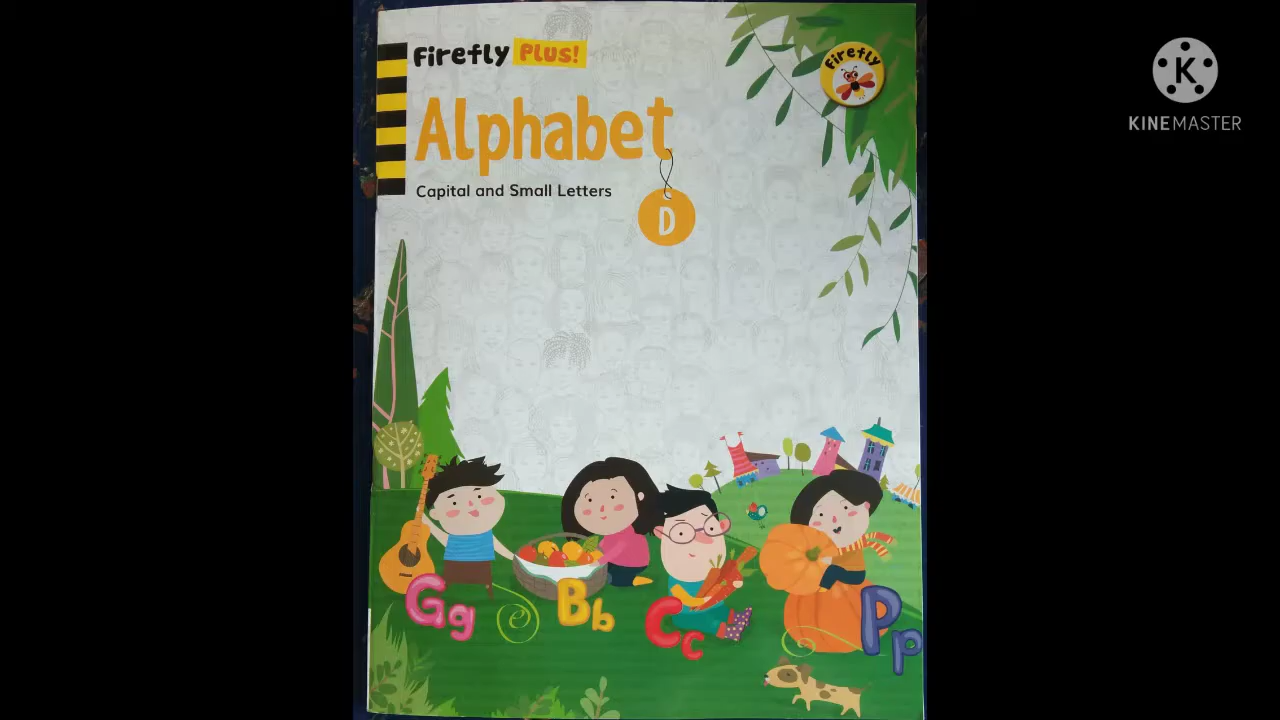 Firefly Plus!
Firefly
Alphabet
Capital and Small Letters
D
Gg
Bb
Cc
Pp
K
KINEMASTER